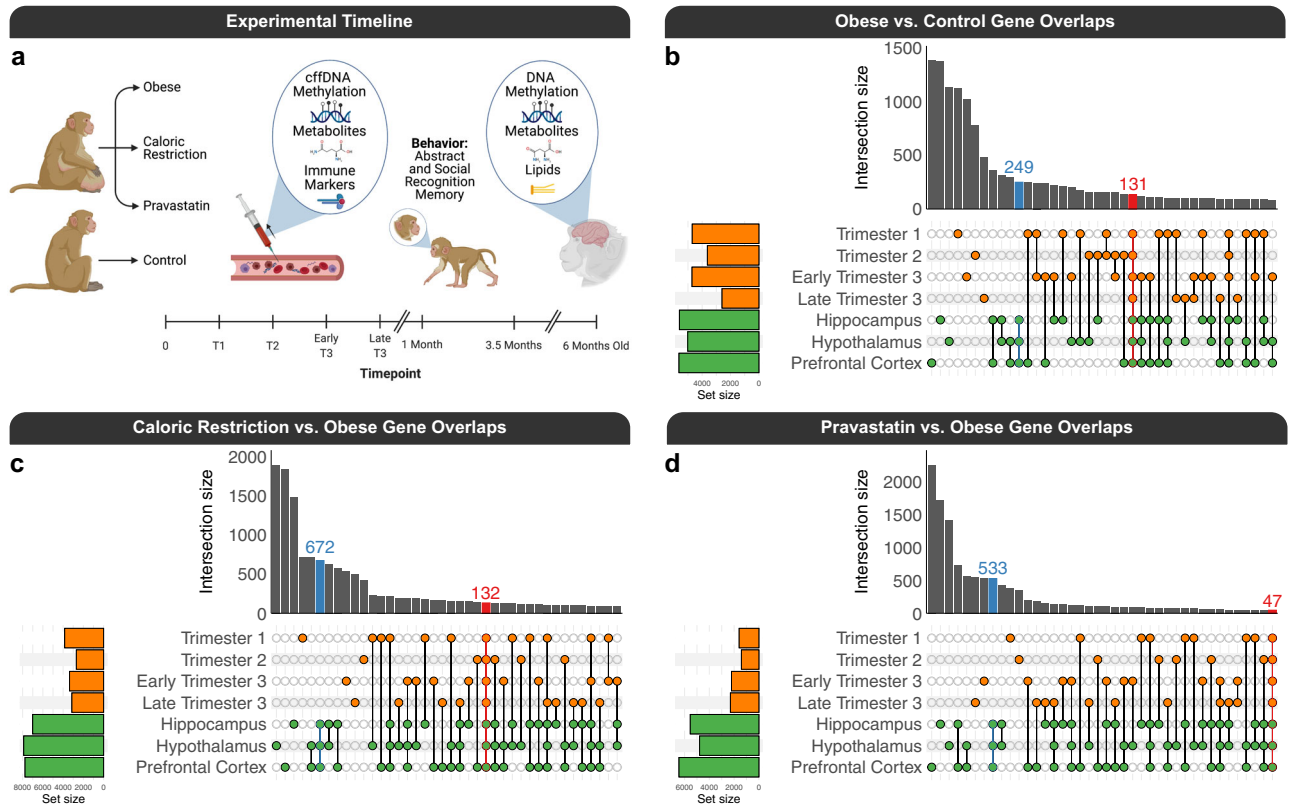 Experimental Timeline
a
Obese
Caloric
Restriction
Pravastatin
Control
cffDNA
Methylation
Metabolites
Immune
Markers
Behavior:
Abstract
and Social
Recognition
Memory
DNA
Methylation
Metabolites
Lipids
0
T1
T2
Early
T3
Late
T3
1 Month
3.5 Months
6 Months Old
Timepoint
Obese vs. Control Gene Overlaps
b
Intersection size
1500
1000
500
0
249
131
Trimester 1
Trimester 2
Early Trimester 3
Late Trimester 3
Hippocampus
Hypothalamus
Prefrontal Cortex
4000 2000 0
Set size
Caloric Restriction vs. Obese Gene Overlaps
c
Intersection size
2000
1500
1000
500
0
672
132
Trimester 1
Trimester 2
Early Trimester 3
Late Trimester 3
Hippocampus
Hypothalamus
Prefrontal Cortex
8000 6000 4000 2000 0
Set size
Pravastatin vs. Obese Gene Overlaps
d
Intersection size
2000
1500
1000
500
0
533
47
Trimester 1
Trimester 2
Early Trimester 3
Late Trimester 3
Hippocampus
Hypothalamus
Prefrontal Cortex
6000 4000 2000 0
Set size